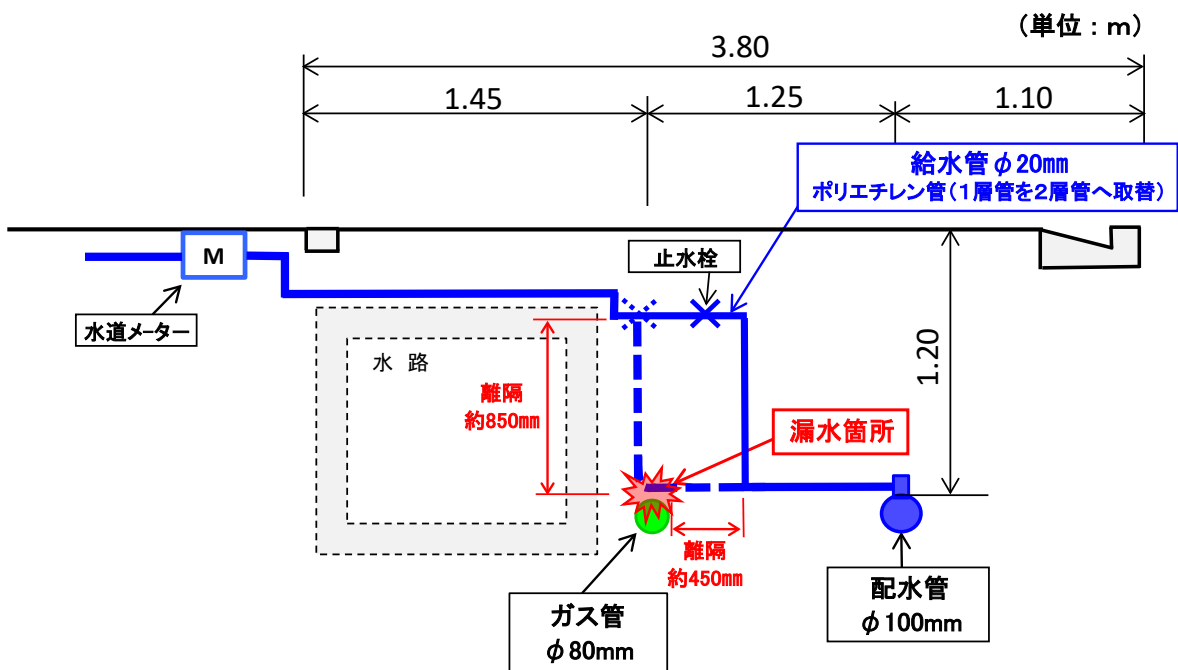 (単位:m)
3.80
1.45
1.25
1.10
給水管φ20mm
ポリエチレン管(1層管を2層管へ取替)
M
止水栓
水道メーター
水 路
離隔
約850mm
1.20
漏水箇所
離隔
約450mm
ガス管
φ80mm
配水管
φ100mm